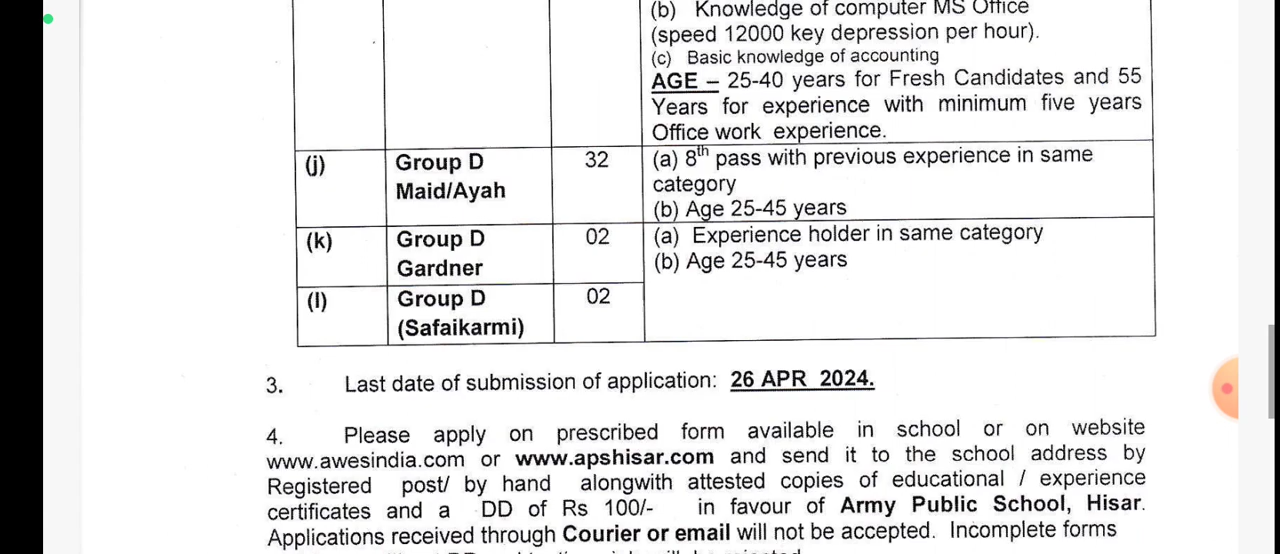 (b) Knowledge of computer MS Office
(speed 12000 key depression per hour).
(c) Basic knowledge of accounting
AGE – 25-40 years for Fresh Candidates and 55
Years for experience with minimum five years
Office work experience.
(j) Group D 32 (a) 8th pass with previous experience in same
Maid/Ayah category
(b) Age 25-45 years
(k) Group D 02 (a) Experience holder in same category
Gardner (b) Age 25-45 years
(l) Group D 02
(Safaikarmi)
3. Last date of submission of application: 26 APR 2024.
4. Please apply on prescribed form available in school or on website
www.awesindia.com or www.apshisar.com and send it to the school address by
Registered post/ by hand alongwith attested copies of educational / experience
certificates and a DD of Rs 100/- in favour of Army Public School, Hisar.
Applications received through Courier or email will not be accepted. Incomplete forms